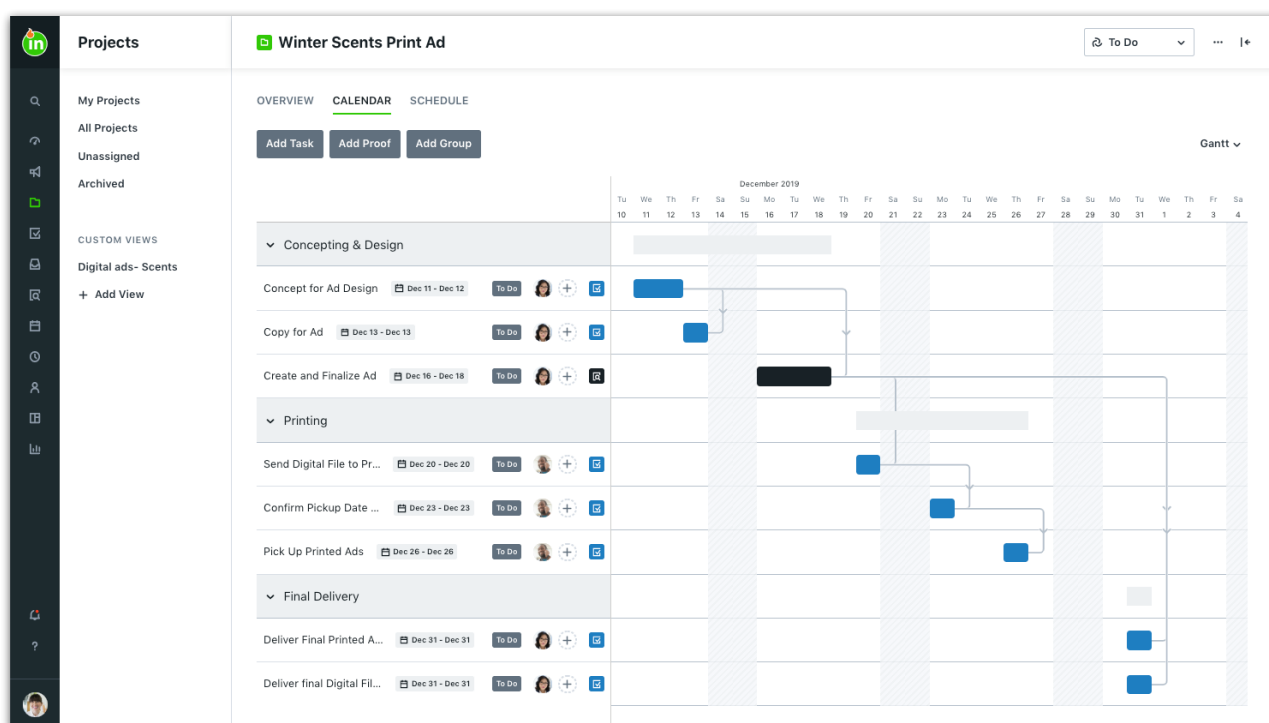 in
Projects
Winter Scents Print Ad
To Do
My Projects
All Projects
Unassigned
Archived
CUSTOM VIEWS
Digital ads- Scents
+ Add View
OVERVIEW CALENDAR SCHEDULE
Add Task Add Proof Add Group
Gantt
December 2019
Tu We Th Fr Sa Su Mo Tu We Th Fr Sa Su Mo Tu We Th Fr Sa Su Mo Tu We Th Fr Sa
10 11 12 13 14 15 16 17 18 19 20 21 22 23 24 25 26 27 28 29 30 31 1 2 3 4
Concepting & Design
Concept for Ad Design Dec 11 - Dec 12 To Do
Copy for Ad Dec 13 - Dec 13 To Do
Create and Finalize Ad Dec 16 - Dec 18 To Do
Printing
Send Digital File to Pr... Dec 20 - Dec 20 To Do
Confirm Pickup Date ... Dec 23 - Dec 23 To Do
Pick Up Printed Ads Dec 26 - Dec 26 To Do
Final Delivery
Deliver Final Printed A... Dec 31 - Dec 31 To Do
Deliver final Digital Fil... Dec 31 - Dec 31 To Do
?